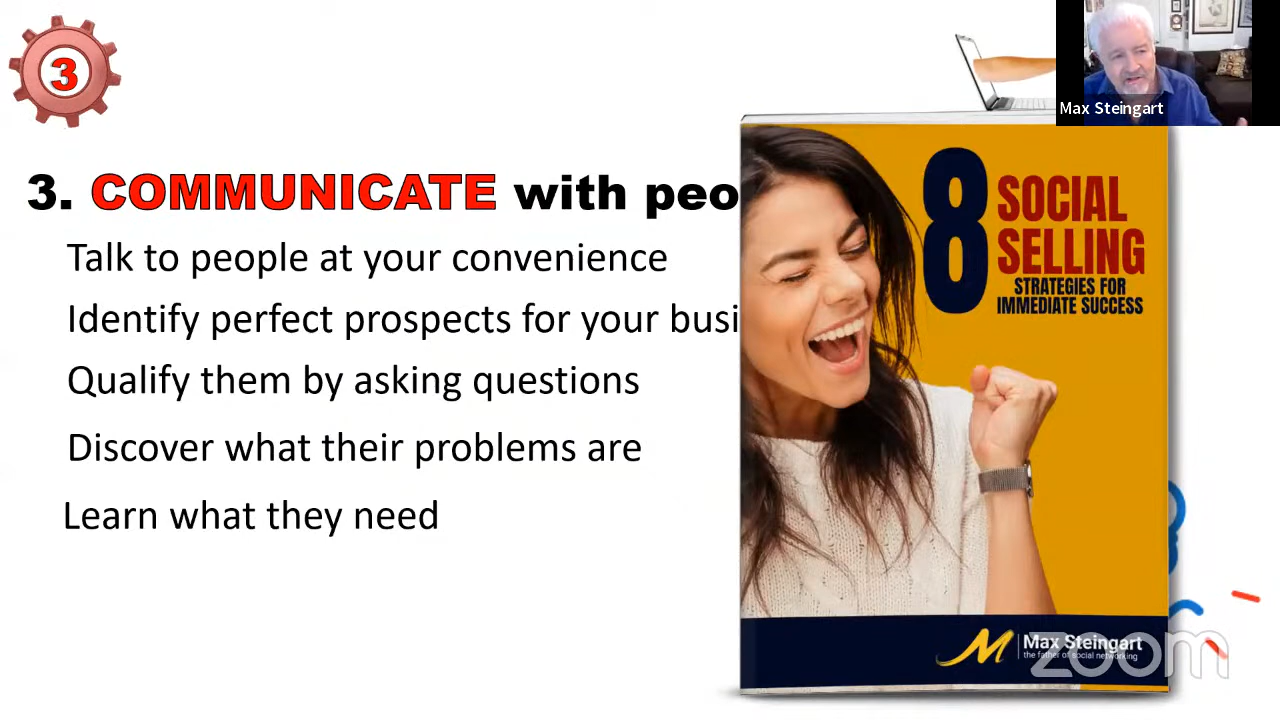 3
Max Steingart
3. COMMUNICATE with peo
Talk to people at your convenience
Identify perfect prospects for your busi
Qualify them by asking questions
Discover what their problems are
Learn what they need
8 SOCIAL
SELLING
STRATEGIES FOR
IMMEDIATE SUCCESS
M Max Steingart
the father of social networking
zoom